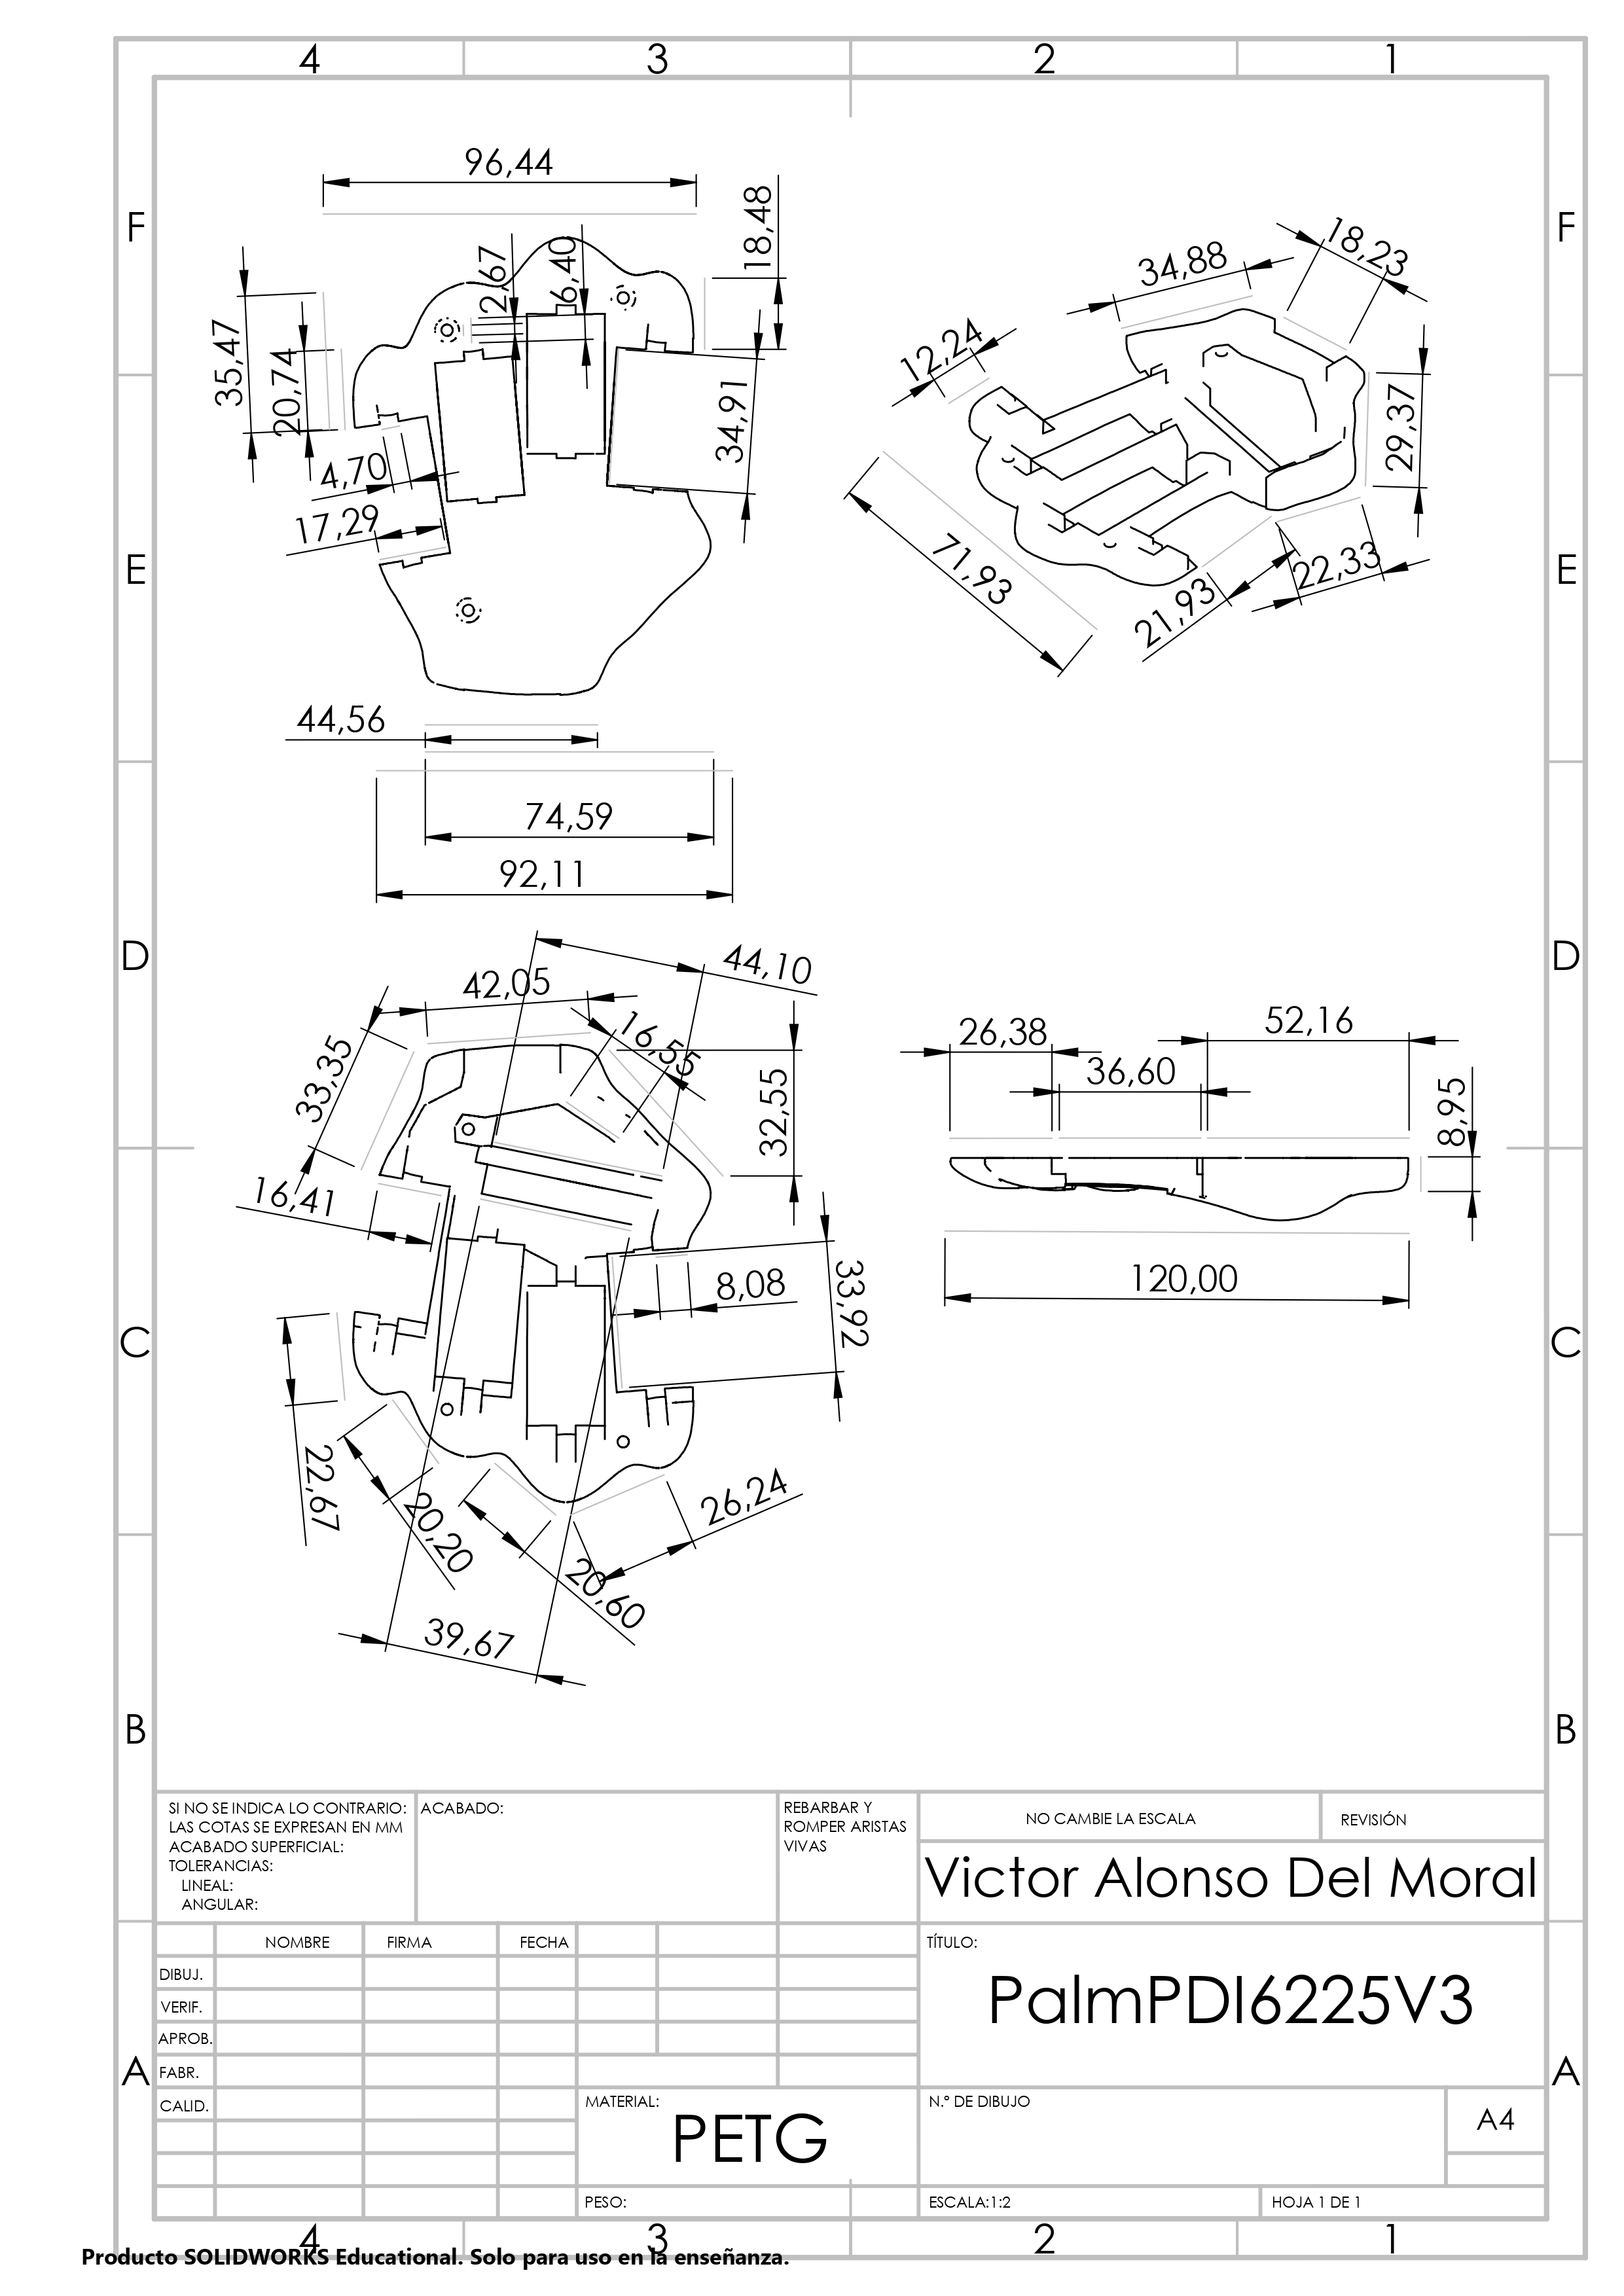 4 3 2 1
F F
E E
D D
C C
B B
A A
96,44
18,48
2,67
6,40
35,47
20,74
34,91
4,70
17,29
44,56
74,59
92,11
34,88
18,23
12,24
29,37
71,93
21,93
22,33
44,10
42,05
16,55
33,35
32,55
16,41
8,08
33,92
22,67
20,20
26,24
20,60
39,67
26,38
52,16
36,60
8,95
120,00
SI NO SE INDICA LO CONTRARIO:
LAS COTAS SE EXPRESAN EN MM
ACABADO SUPERFICIAL:
TOLERANCIAS:
LINEAL:
ANGULAR:
ACABADO:
REBARBAR Y
ROMPER ARISTAS
VIVAS
NO CAMBIE LA ESCALA
REVISIÓN
Victor Alonso Del Moral
NOMBRE FIRMA FECHA
DIBUJ.
VERIF.
APROB.
FABR.
CALID.
TÍTULO:
PalmPDI6225V3
MATERIAL:
PETG
N.º DE DIBUJO
A4
PESO:
ESCALA:1:2
HOJA 1 DE 1
4 3 2 1
Producto SOLIDWORKS Educational. Solo para uso en la enseñanza.